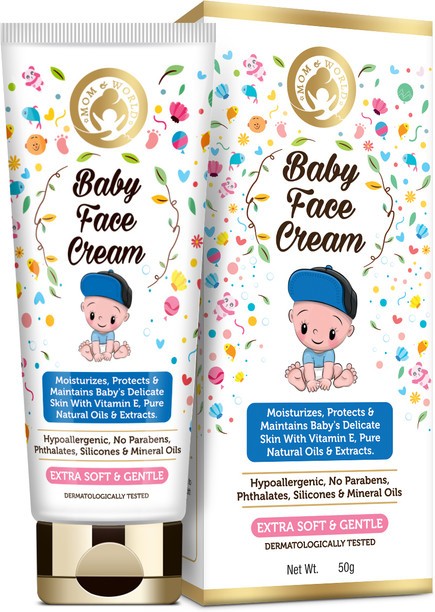 MOM & WORLD
Baby
Face
Cream
Moisturizes, Protects &
Maintains Baby's Delicate
Skin With Vitamin E, Pure
Natural Oils & Extracts.
Hypoallergenic, No Parabens,
Phthalates, Silicones & Mineral Oils
EXTRA SOFT & GENTLE
DERMATOLOGICALLY TESTED
MOM & WORLD
Baby
Face
Cream
Moisturizes, Protects &
Maintains Baby's Delicate
Skin With Vitamin E, Pure
Natural Oils & Extracts.
Hypoallergenic, No Parabens,
Phthalates, Silicones & Mineral Oils
EXTRA SOFT & GENTLE
DERMATOLOGICALLY TESTED
Net Wt. 50g